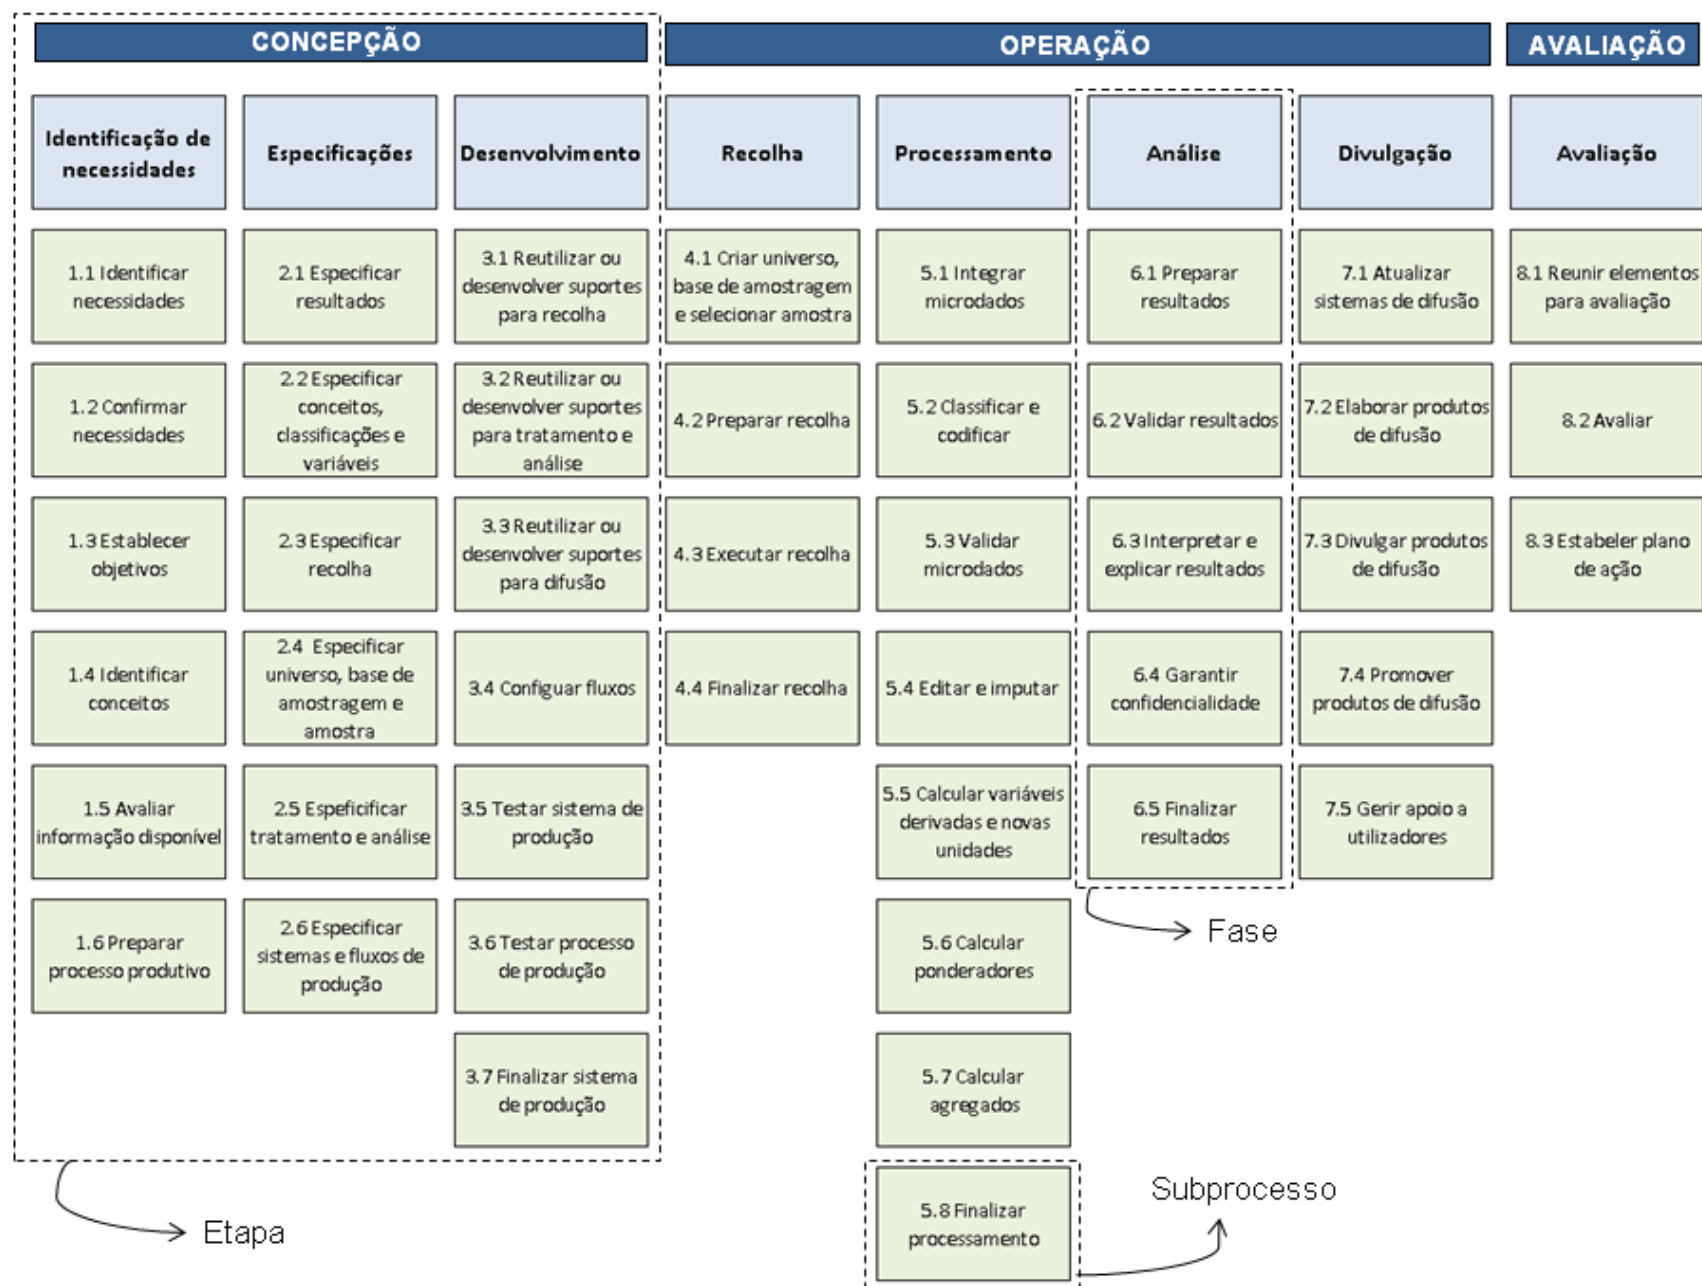 CONCEPÇÃO
OPERAÇÃO
AVALIAÇÃO
Identificação de
necessidades
Especificações
Desenvolvimento
Recolha
Processamento
Análise
Divulgação
Avaliação
1.1 Identificar
necessidades
2.1 Especificar
resultados
3.1 Reutilizar ou
desenvolver suportes
para recolha
4.1 Criar universo,
base de amostragem
e selecionar amostra
5.1 Integrar
microdados
6.1 Preparar
resultados
7.1 Atualizar
sistemas de difusão
8.1 Reunir elementos
para avaliação
1.2 Confirmar
necessidades
2.2 Especificar
conceitos,
classificações e
variáveis
3.2 Reutilizar ou
desenvolver suportes
para tratamento e
análise
4.2 Preparar recolha
5.2 Classificar e
codificar
6.2 Validar resultados
7.2 Elaborar produtos
de difusão
8.2 Avaliar
1.3 Establecer
objetivos
2.3 Especificar
recolha
3.3 Reutilizar ou
desenvolver suportes
para difusão
4.3 Executar recolha
5.3 Validar
microdados
6.3 Interpretar e
explicar resultados
7.3 Divulgar produtos
de difusão
8.3 Estabeler plano
de ação
1.4 Identificar
conceitos
2.4 Especificar
universo, base de
amostragem e
amostra
3.4 Configuar fluxos
4.4 Finalizar recolha
5.4 Editar e imputar
6.4 Garantir
confidencialidade
7.4 Promover
produtos de difusão
1.5 Avaliar
informação disponível
2.5 Espeficificar
tratamento e análise
3.5 Testar sistema de
produção
5.5 Calcular variáveis
derivadas e novas
unidades
6.5 Finalizar
resultados
7.5 Gerir apoio a
utilizadores
1.6 Preparar
processo produtivo
2.6 Especificar
sistemas e fluxos de
produção
3.6 Testar processo
de produção
5.6 Calcular
ponderadores
Fase
3.7 Finalizar sistema
de produção
5.7 Calcular
agregados
Etapa
5.8 Finalizar
processamento
Subprocesso